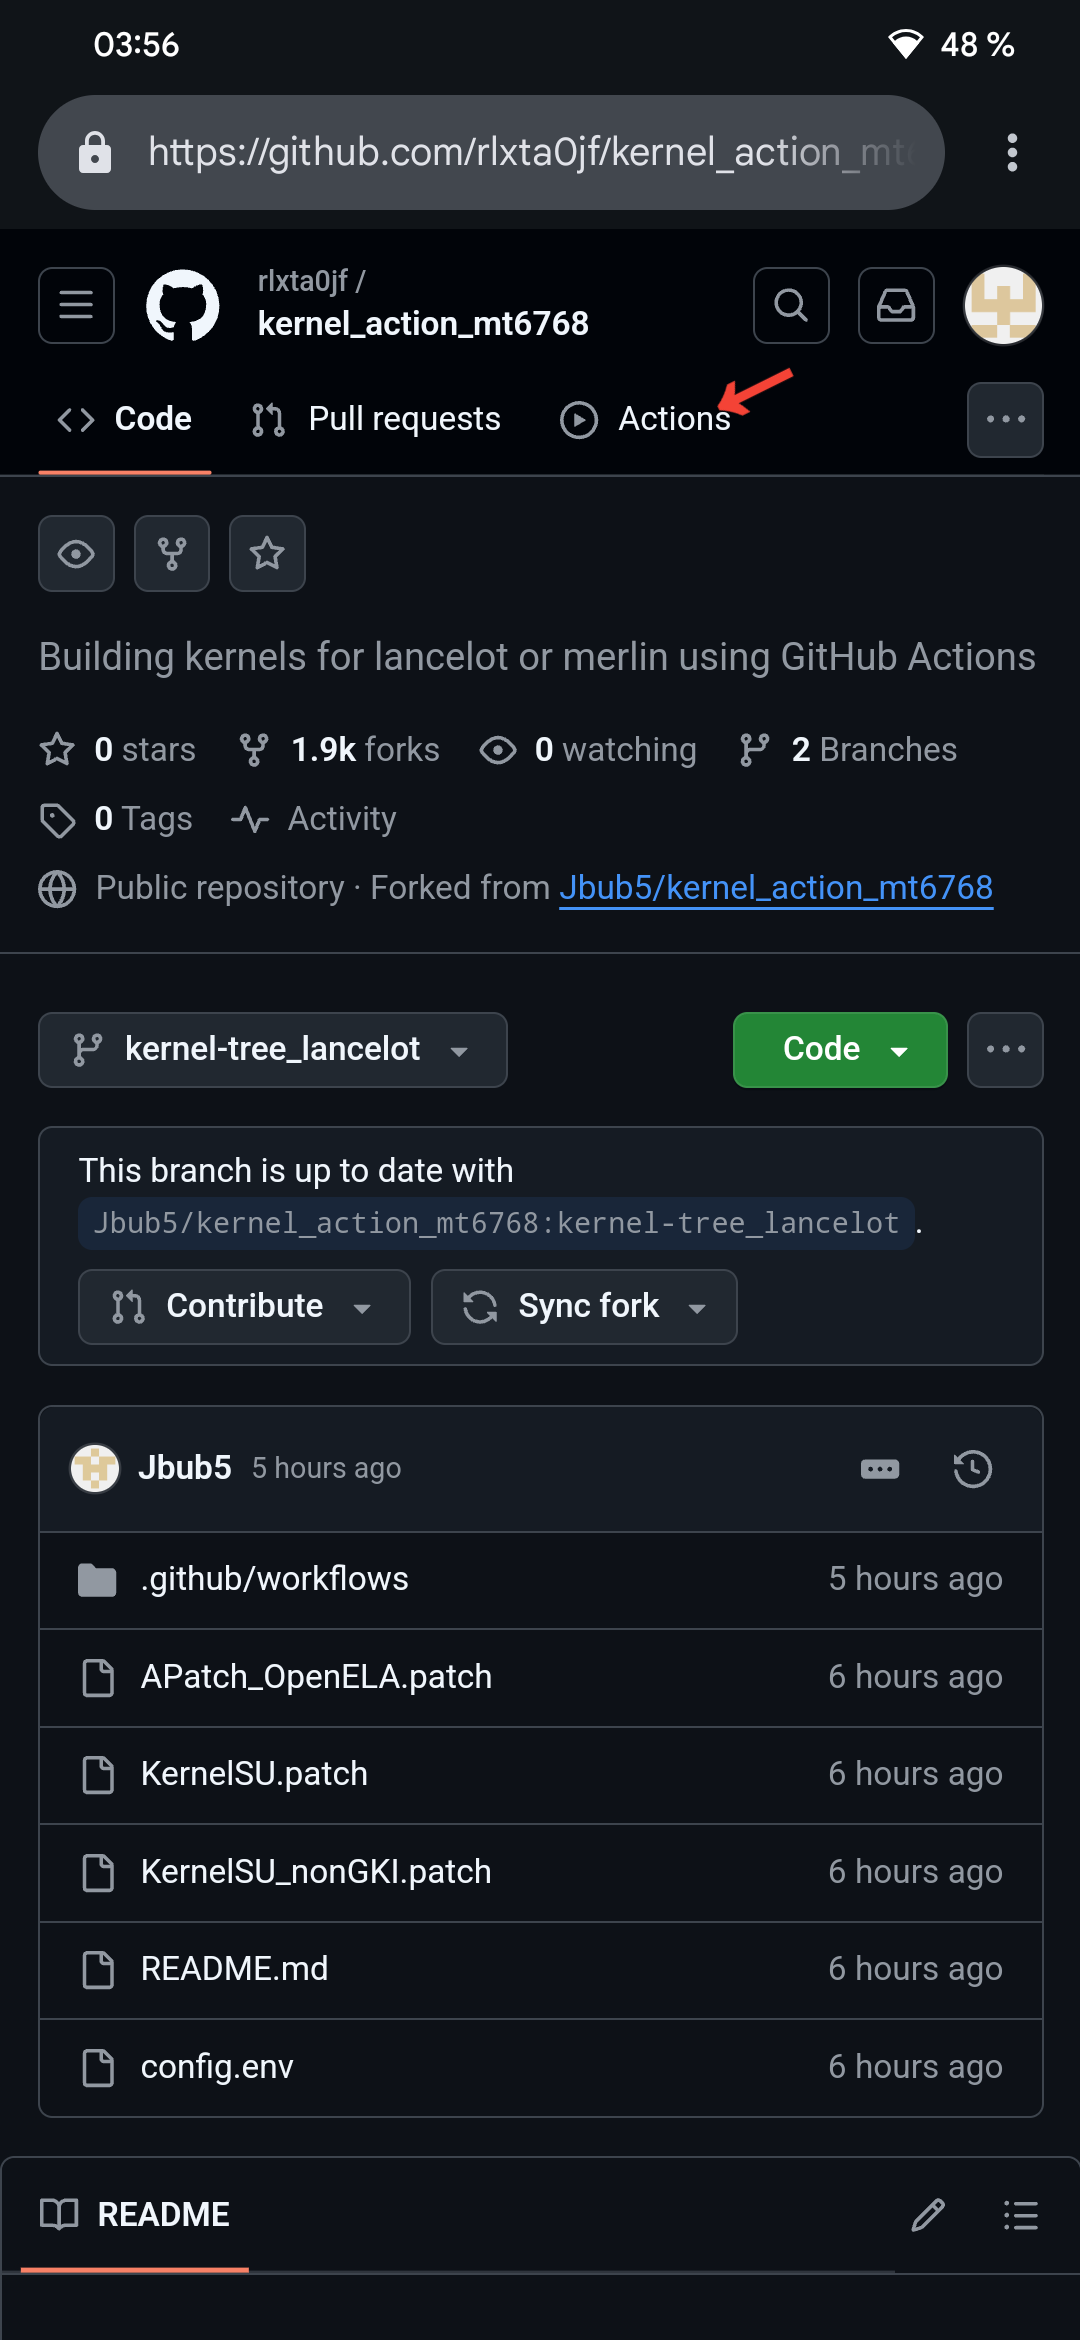 03:56 48 %
https://github.com/rlxta0jf/kernel_action_mt
rlxta0jf /
kernel_action_mt6768
Code Pull requests Actions
Building kernels for lancelot or merlin using GitHub Actions
0 stars 1.9k forks 0 watching 2 Branches
0 Tags Activity
Public repository · Forked from Jbub5/kernel_action_mt6768
kernel-tree_lancelot Code
This branch is up to date with
Jbub5/kernel_action_mt6768:kernel-tree_lancelot .
Contribute Sync fork
Jbub5 5 hours ago
.github/workflows 5 hours ago
APatch_OpenELA.patch 6 hours ago
KernelSU.patch 6 hours ago
KernelSU_nonGKI.patch 6 hours ago
README.md 6 hours ago
config.env 6 hours ago
README